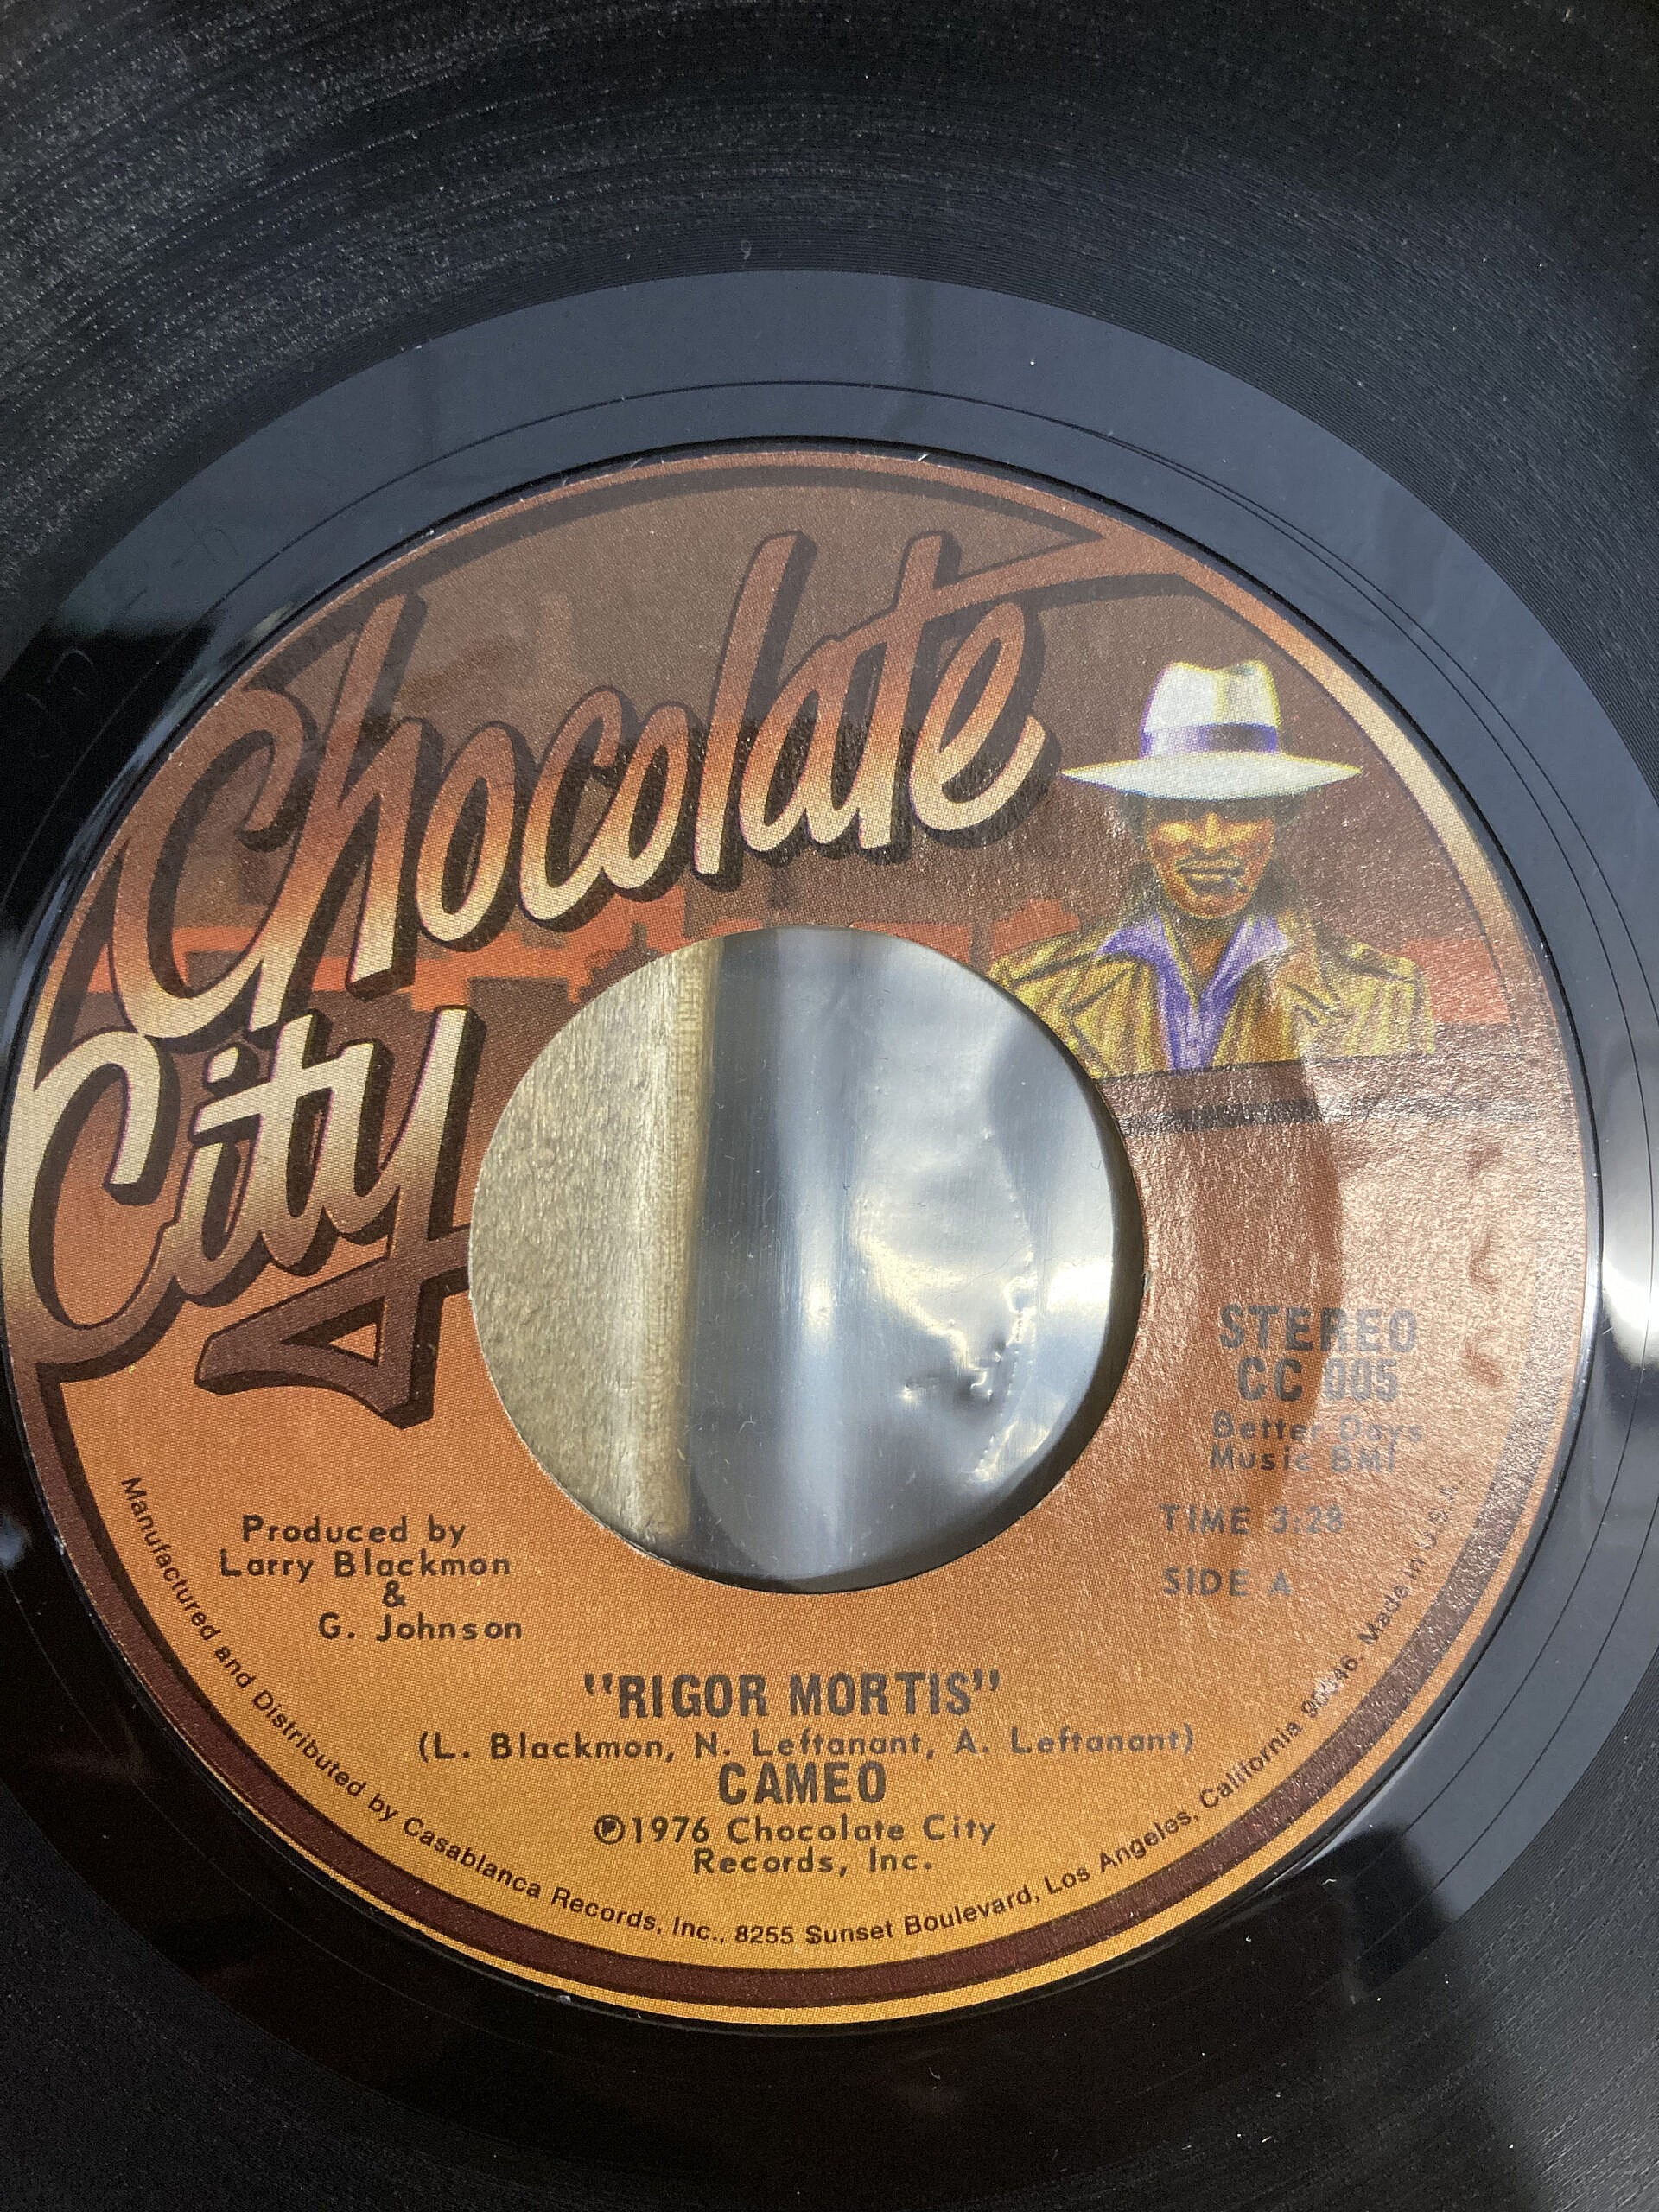 Chocolate
City
STEREO
CC 005
Better Days
Music BMI
TIME 3:28
SIDE A
Produced by
Larry Blackmon
&
G. Johnson
"RIGOR MORTIS"
(L. Blackmon, N. Leftanant, A. Leftanant)
CAMEO
℗1976 Chocolate City
Records, Inc.
Manufactured and Distributed by Casablanca Records, Inc., 8255 Sunset Boulevard, Los Angeles, California 90046. Made in U.S.A.